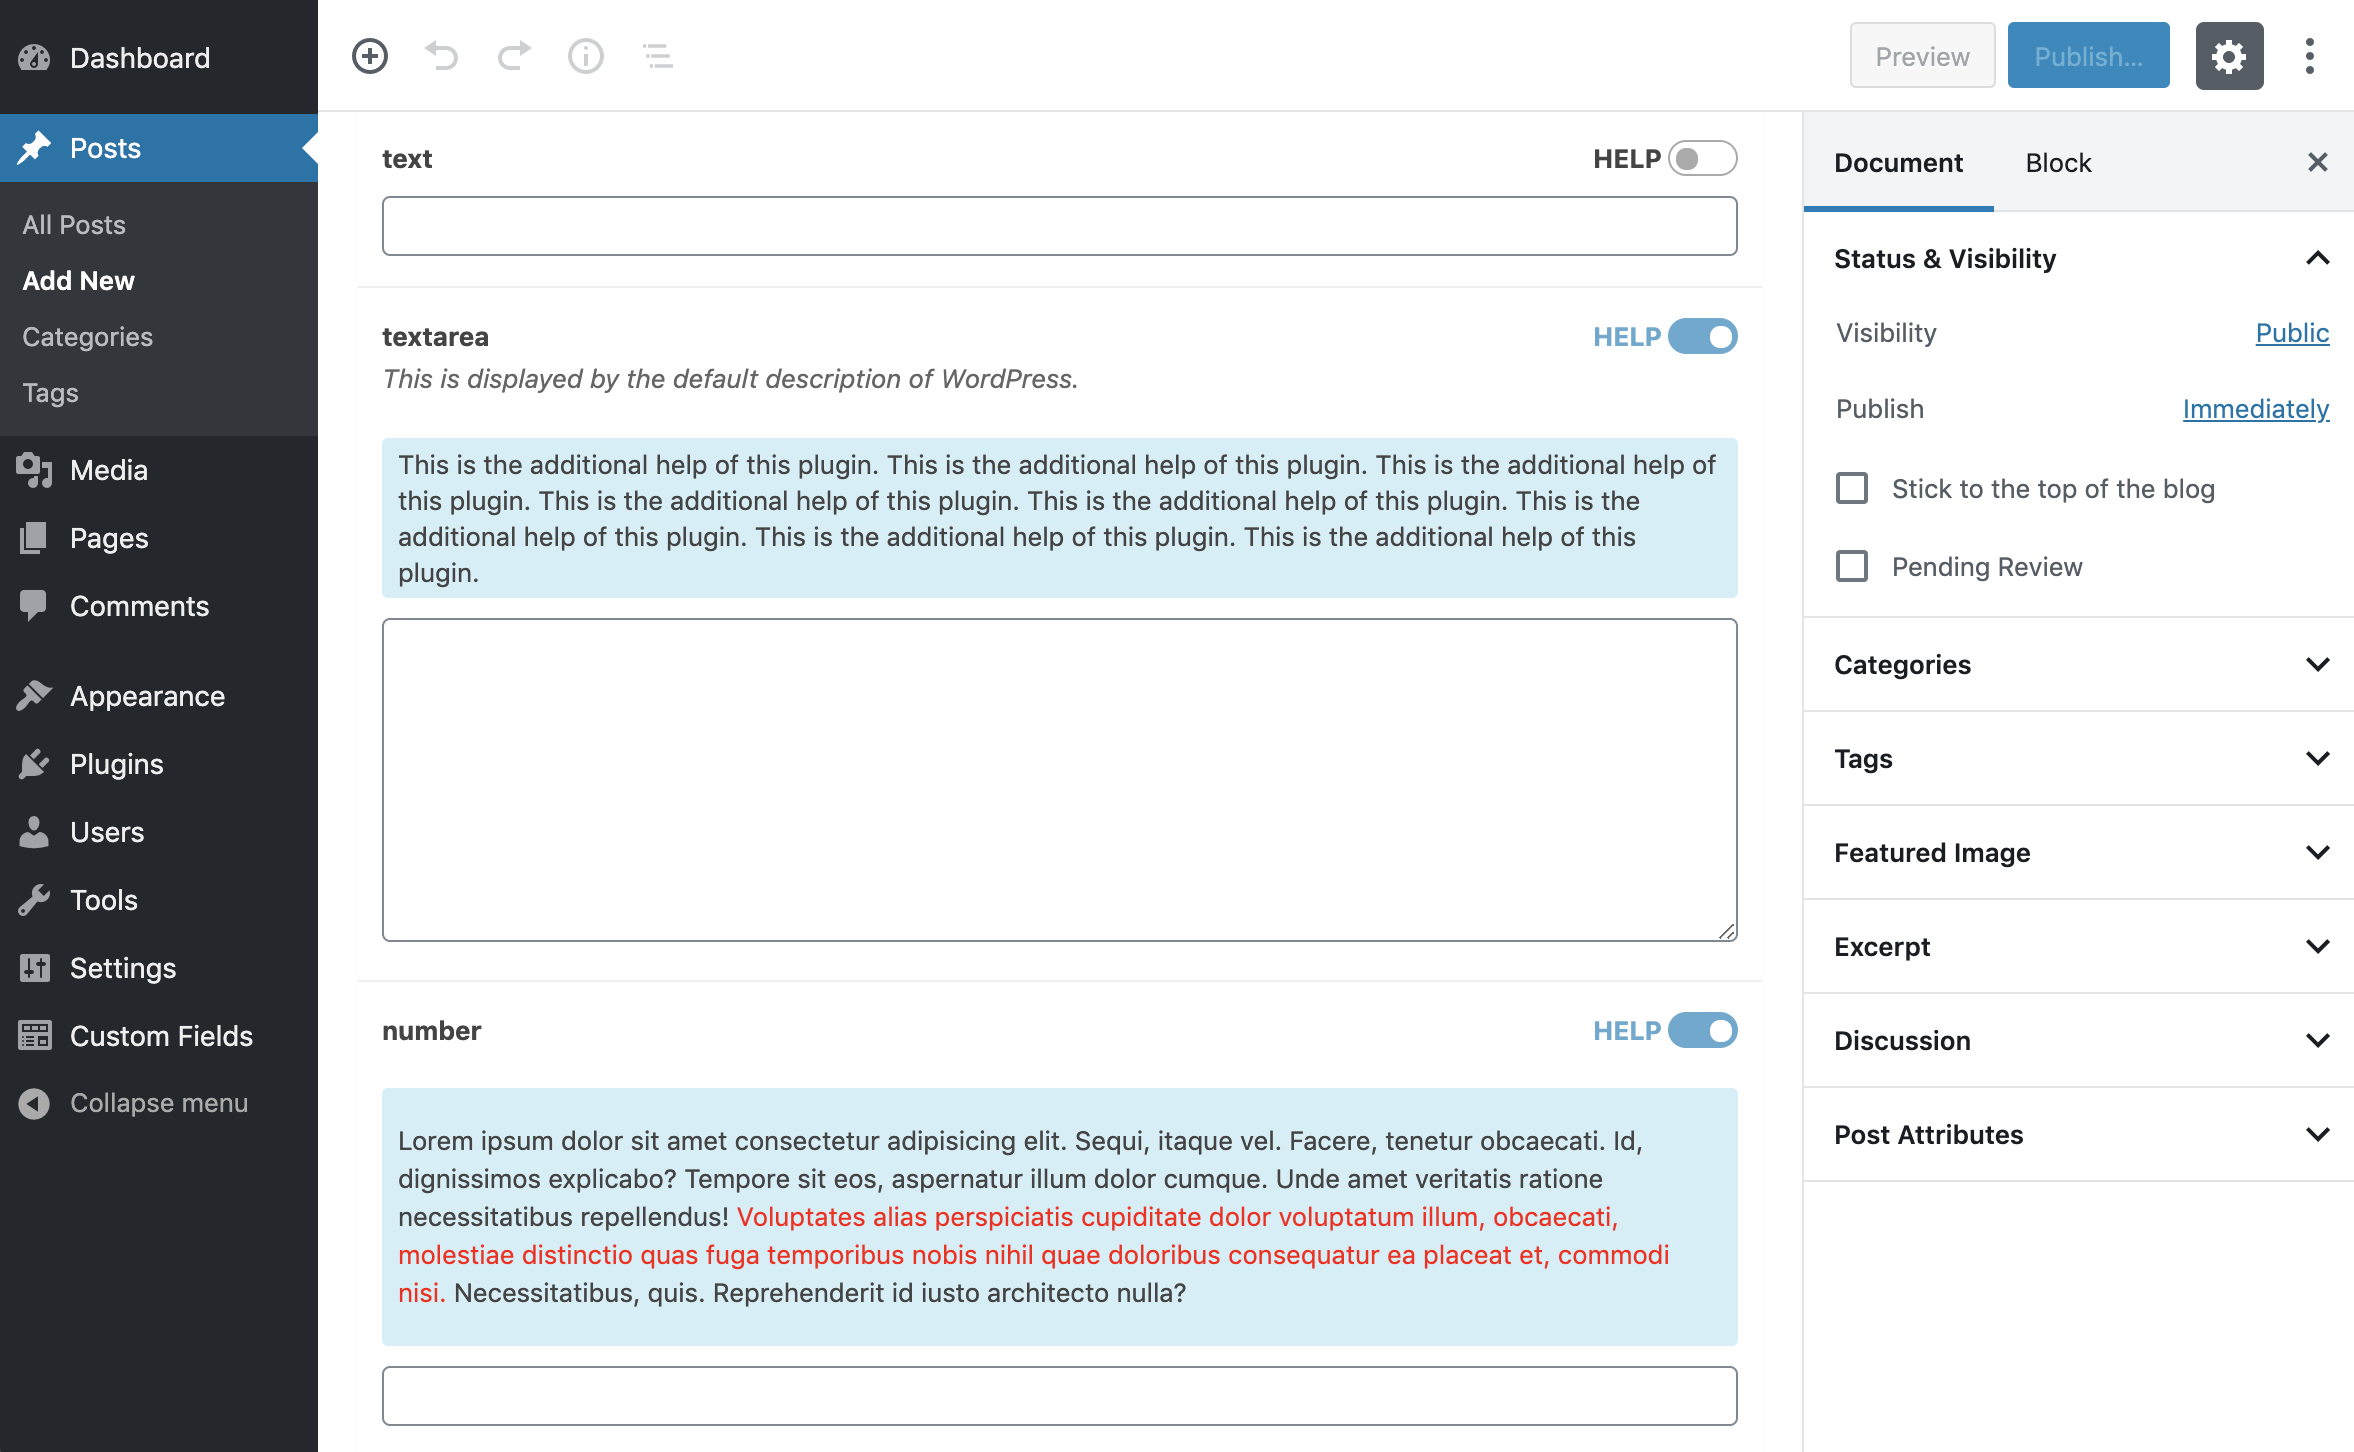 Dashboard
Posts
All Posts
Add New
Categories
Tags
Media
Pages
Comments
Appearance
Plugins
Users
Tools
Settings
Custom Fields
Collapse menu
Preview
Publish...
text
HELP
textarea
HELP
This is displayed by the default description of WordPress.
This is the additional help of this plugin. This is the additional help of this plugin. This is the additional help of
this plugin. This is the additional help of this plugin. This is the additional help of this plugin. This is the
additional help of this plugin. This is the additional help of this plugin. This is the additional help of this
plugin.
number
HELP
Lorem ipsum dolor sit amet consectetur adipisicing elit. Sequi, itaque vel. Facere, tenetur obcaecati. Id,
dignissimos explicabo? Tempore sit eos, aspernatur illum dolor cumque. Unde amet veritatis ratione
necessitatibus repellendus! Voluptates alias perspiciatis cupiditate dolor voluptatum illum, obcaecati,
molestiae distinctio quas fuga temporibus nobis nihil quae doloribus consequatur ea placeat et, commodi
nisi. Necessitatibus, quis. Reprehenderit id iusto architecto nulla?
Document
Block
Status & Visibility
Visibility
Public
Publish
Immediately
Stick to the top of the blog
Pending Review
Categories
Tags
Featured Image
Excerpt
Discussion
Post Attributes